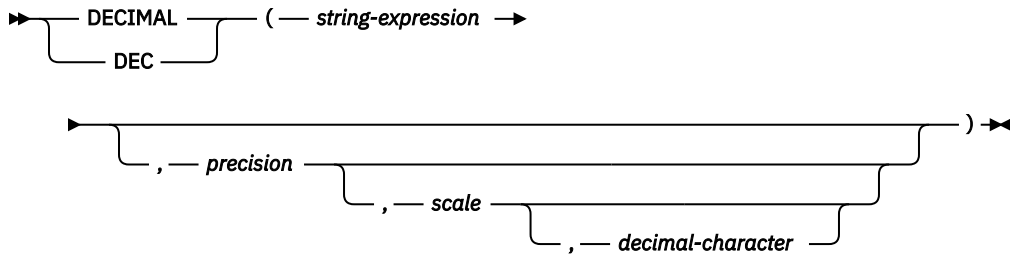 DECIMAL ( string-expression
DEC
)
, precision
, scale
, decimal-character